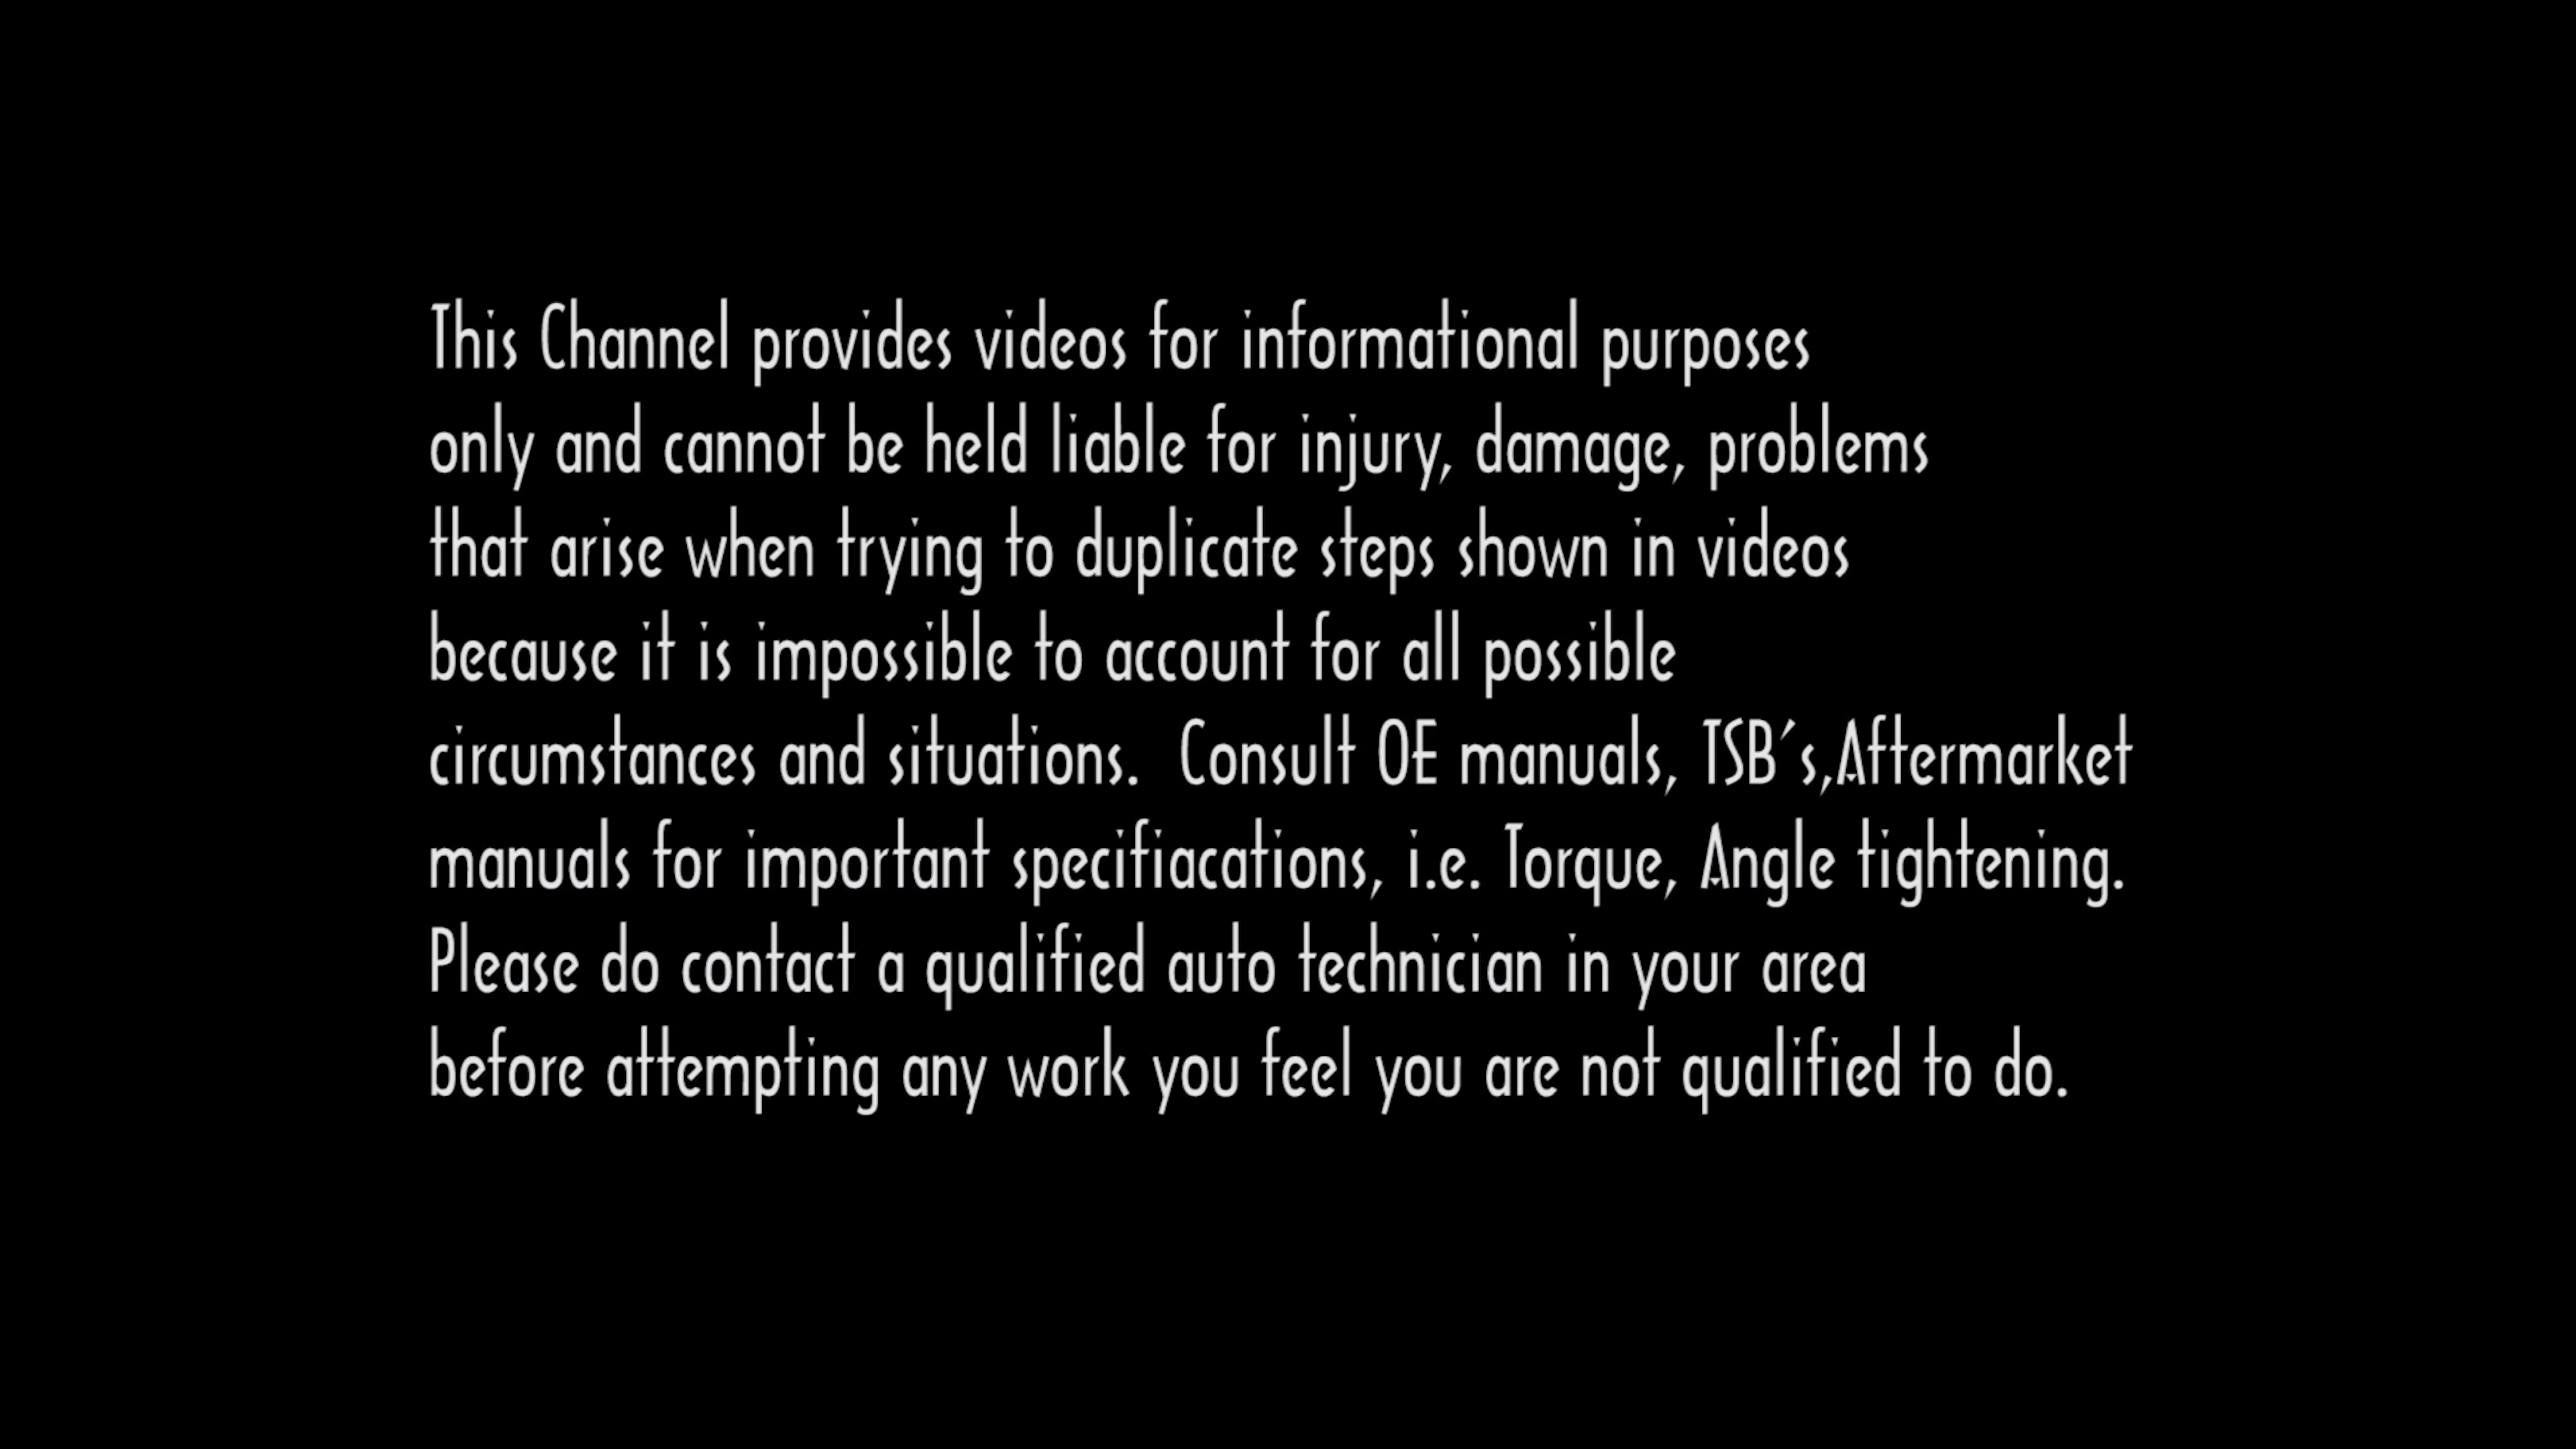 This Channel provides videos for informational purposes
only and cannot be held liable for injury, damage, problems
that arise when trying to duplicate steps shown in videos
because it is impossible to account for all possible
circumstances and situations.  Consult OE manuals, TSB's,Aftermarket
manuals for important specifiacations, i.e. Torque, Angle tightening.
Please do contact a qualified auto technician in your area
before attempting any work you feel you are not qualified to do.